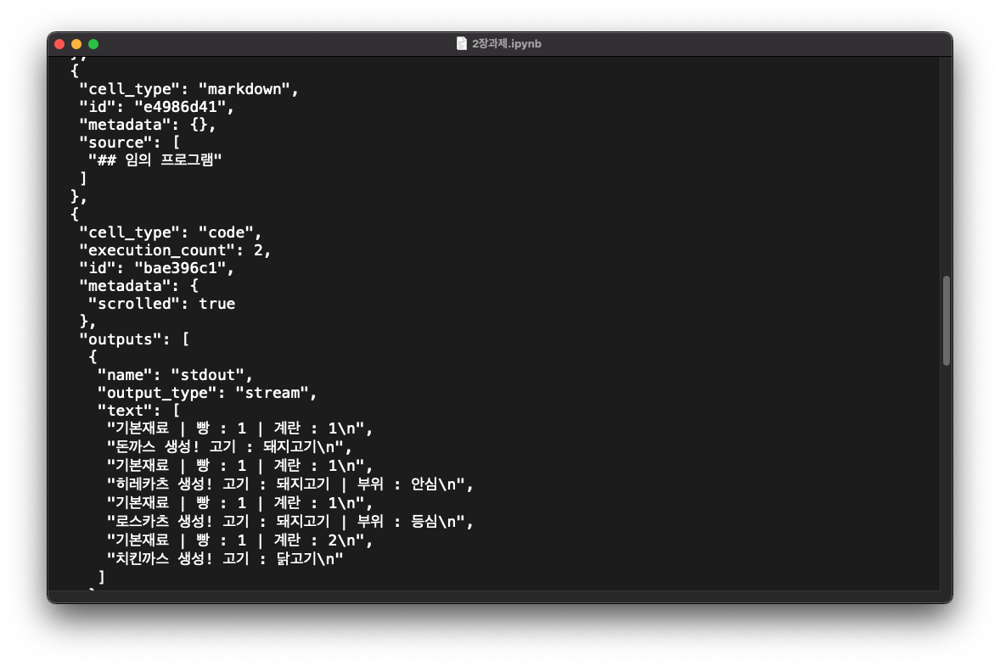 2장과제.ipynb
},
{
"cell_type": "markdown",
"id": "e4986d41",
"metadata": {},
"source": [
"## 임의 프로그램"
]
},
{
"cell_type": "code",
"execution_count": 2,
"id": "bae396c1",
"metadata": {
"scrolled": true
},
"outputs": [
{
"name": "stdout",
"output_type": "stream",
"text": [
"기본재료 | 빵 : 1 | 계란 : 1\n",
"돈까스 생성! 고기 : 돼지고기\n",
"기본재료 | 빵 : 1 | 계란 : 1\n",
"히레카츠 생성! 고기 : 돼지고기 | 부위 : 안심\n",
"기본재료 | 빵 : 1 | 계란 : 1\n",
"로스카츠 생성! 고기 : 돼지고기 | 부위 : 등심\n",
"기본재료 | 빵 : 1 | 계란 : 2\n",
"치킨까스 생성! 고기 : 닭고기\n"
]